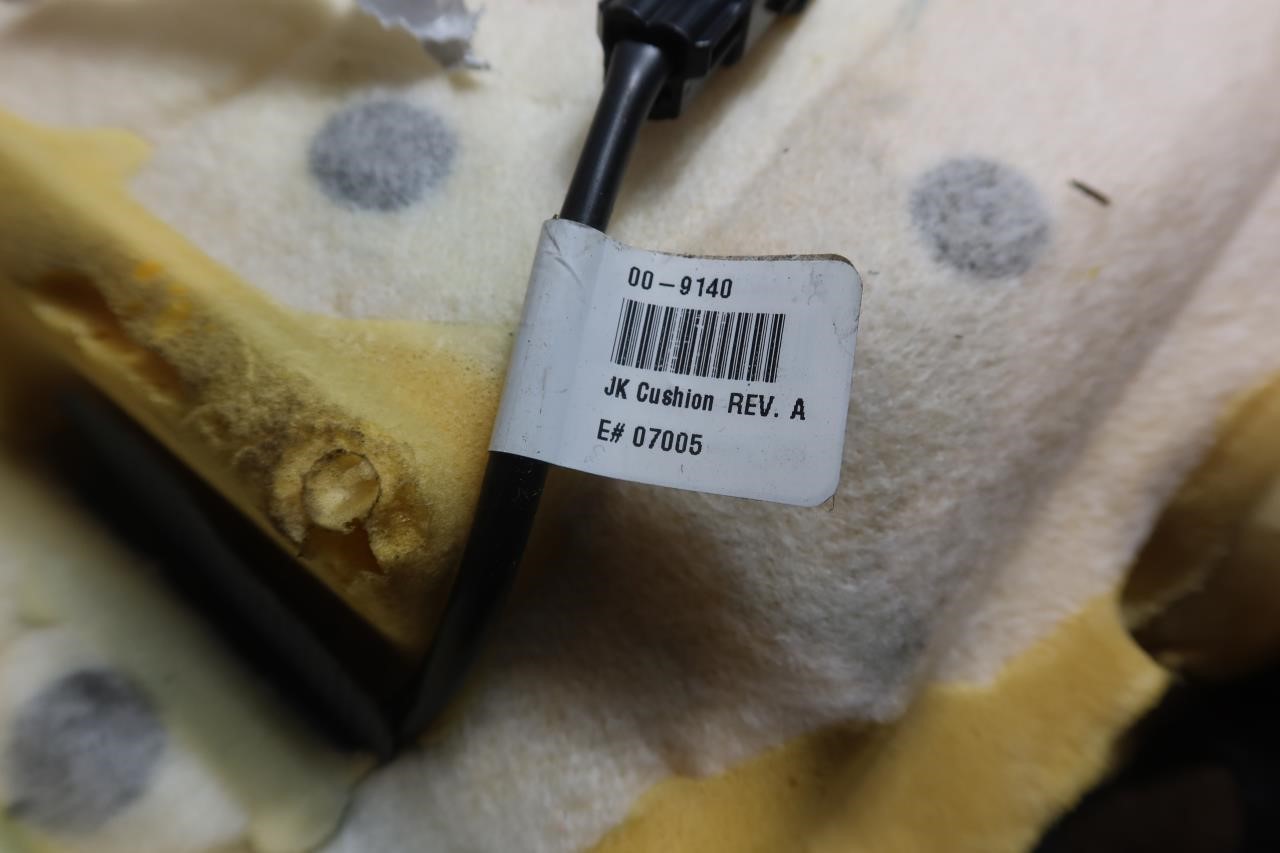 00-9140
JK Cushion REV. A
E# 07005